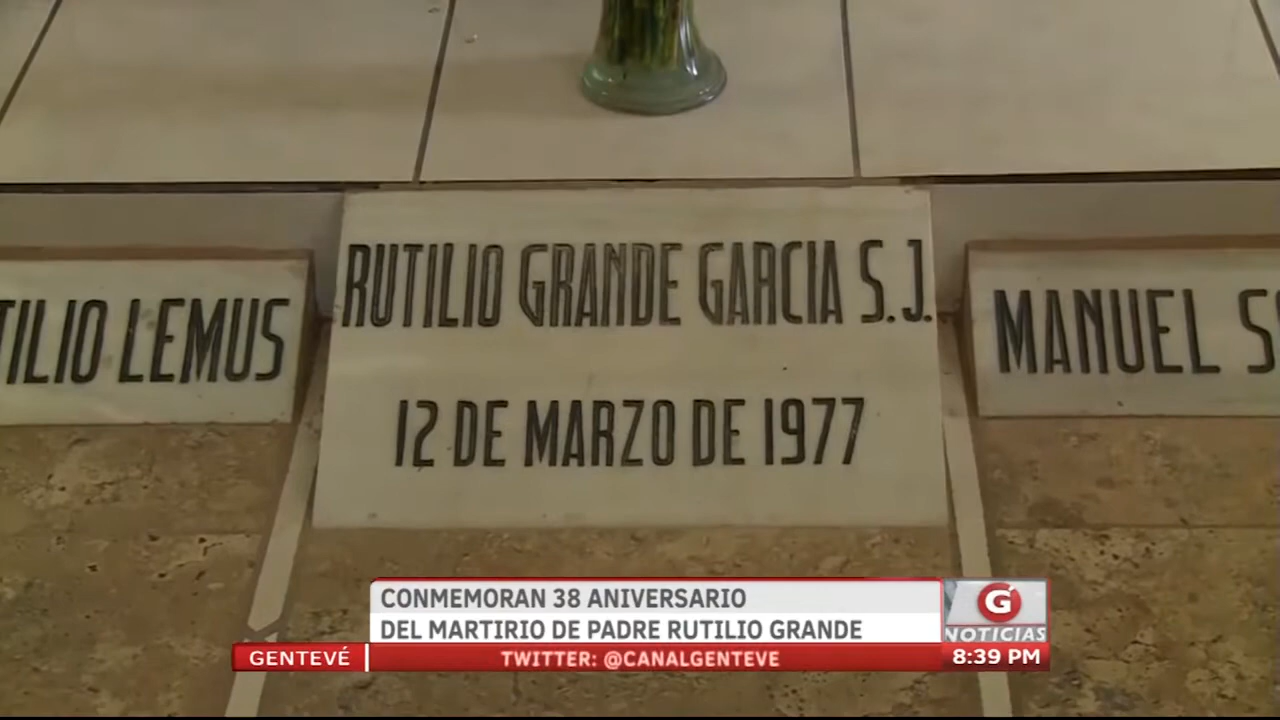 RUTILIO GRANDE GARCIA S.J.
12 DE MARZO DE 1977
LEMUS
MANUEL
CONMEMORAN 38 ANIVERSARIO
DEL MARTIRIO DE PADRE RUTILIO GRANDE
G
NOTICIAS
GENTEVÉ
TWITTER: @CANALGENTEVE
8:39 PM